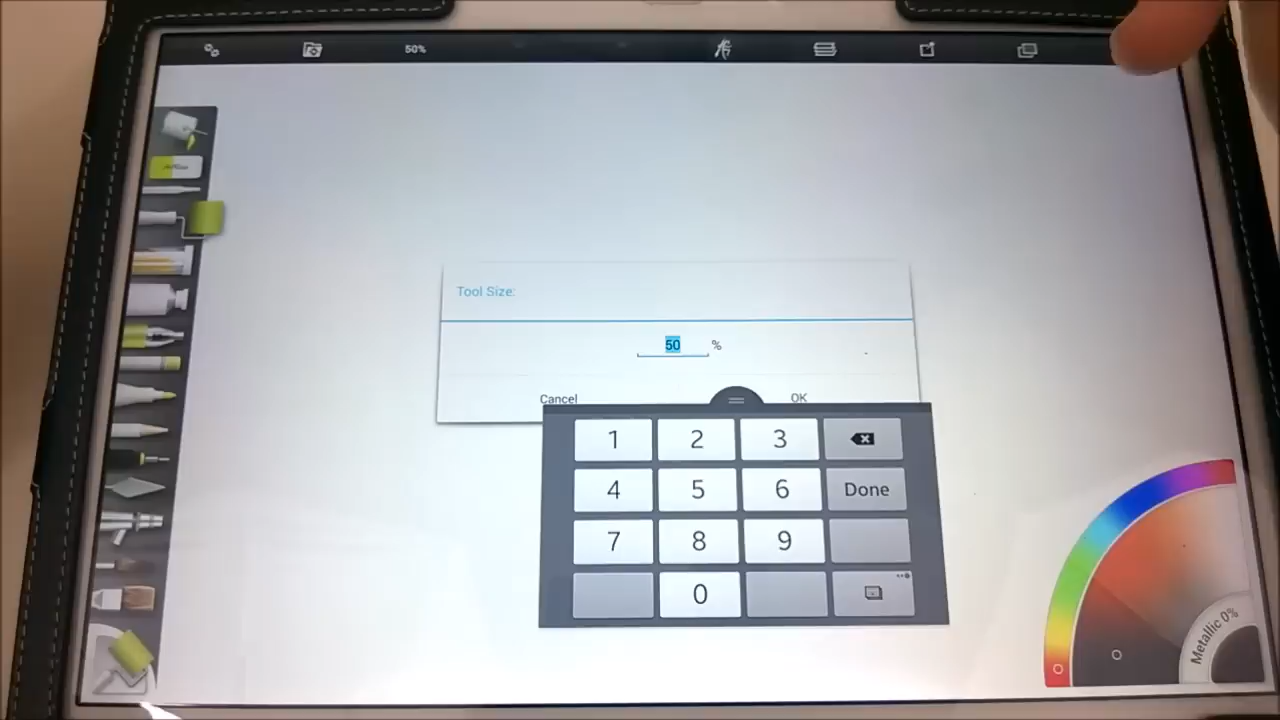 50%
Tool Size:
50 %
Cancel OK
1 2 3
4 5 6 Done
7 8 9
0
Metallic 0%